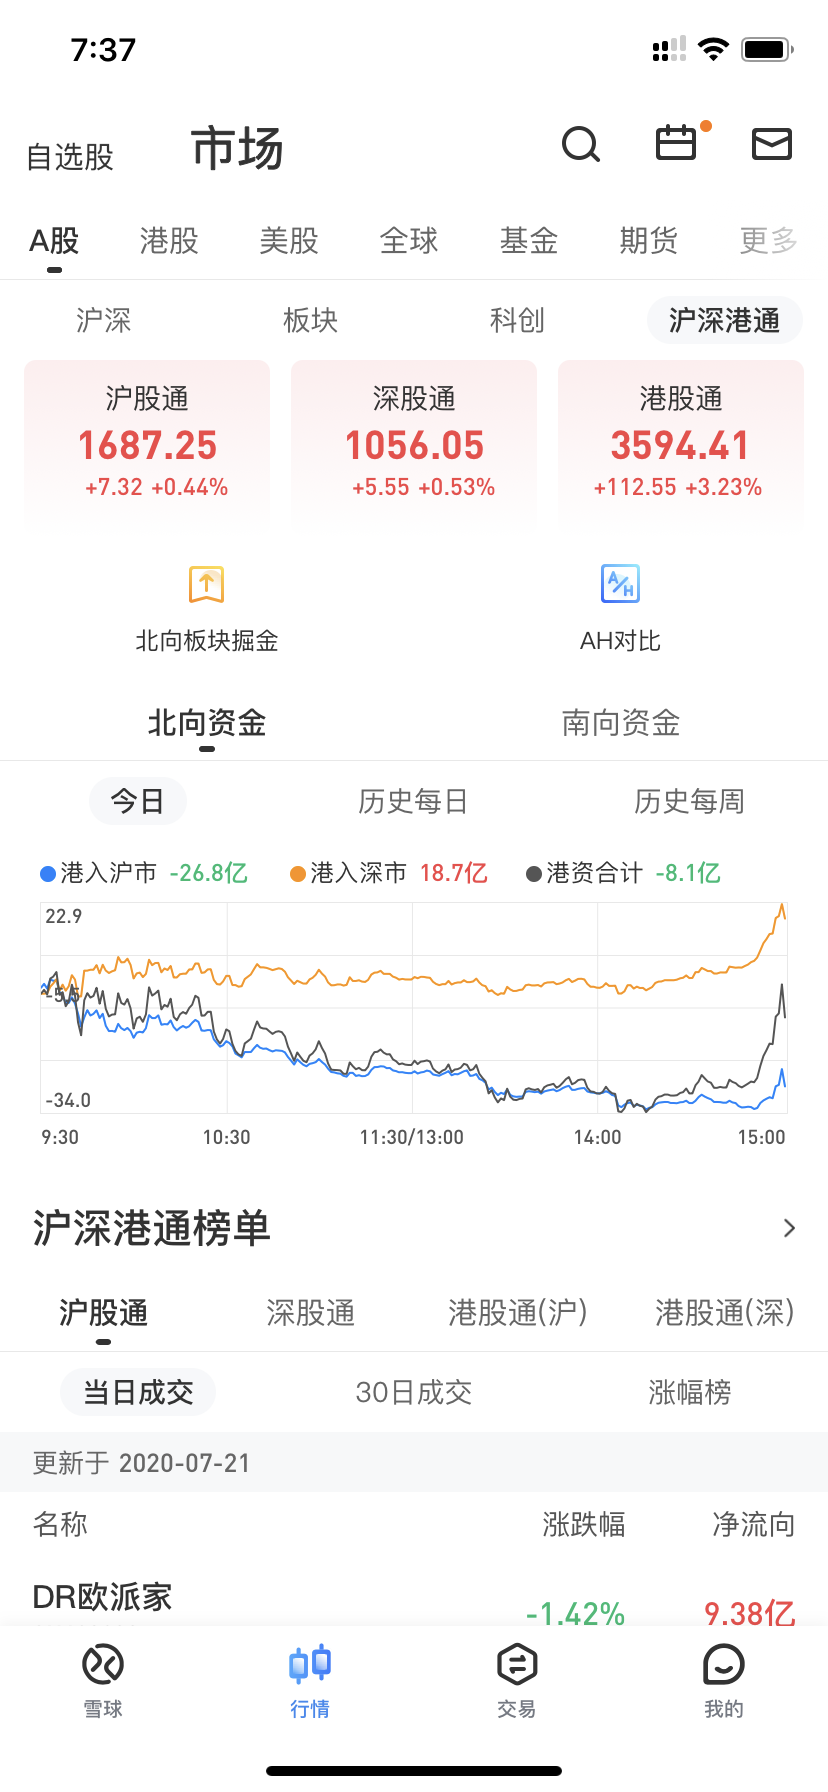 7:37
自选股 市场
A股 港股 美股 全球 基金 期货 更多
沪深 板块 科创 沪深港通
沪股通 深股通 港股通
1687.25 1056.05 3594.41
+7.32 +0.44% +5.55 +0.53% +112.55 +3.23%
A/H
北向板块掘金 AH对比
北向资金 南向资金
今日 历史每日 历史每周
港入沪市 -26.8亿 港入深市 18.7亿 港资合计 -8.1亿
22.9
-5.5
-34.0
9:30 10:30 11:30/13:00 14:00 15:00
沪深港通榜单
沪股通 深股通 港股通(沪) 港股通(深)
当日成交 30日成交 涨幅榜
更新于 2020-07-21
名称 涨跌幅 净流向
DR欧派家 -1.42% 9.38亿
雪球 行情 交易 我的